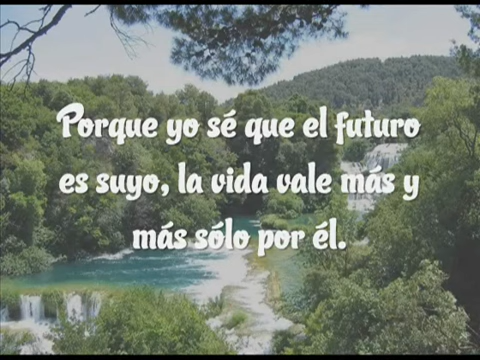 Porque yo sé que el futuro
es suyo, la vida vale más y
más sólo por él.